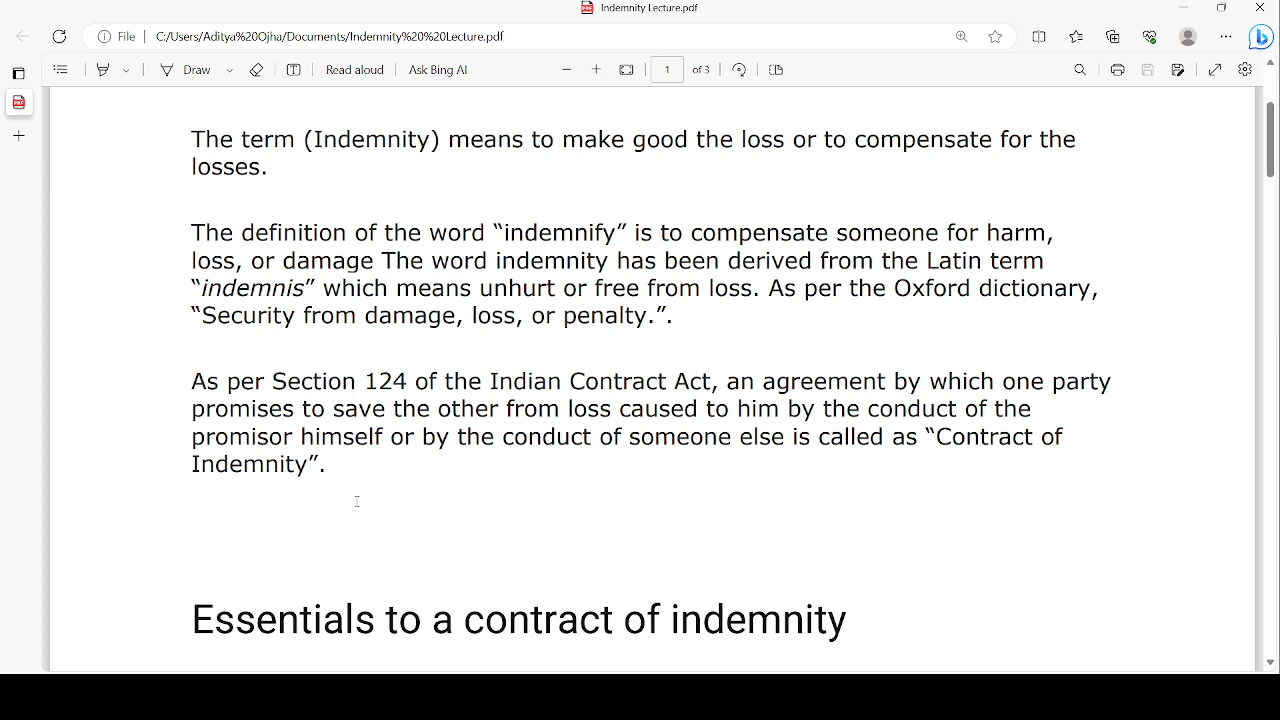 Indemnity Lecture.pdf
File | C:/Users/Aditya%20Ojha/Documents/Indemnity%20%20Lecture.pdf
Draw Read aloud Ask Bing AI 1 of 3
The term (Indemnity) means to make good the loss or to compensate for the
losses.
The definition of the word “indemnify” is to compensate someone for harm,
loss, or damage The word indemnity has been derived from the Latin term
“indemnis” which means unhurt or free from loss. As per the Oxford dictionary,
“Security from damage, loss, or penalty.”.
As per Section 124 of the Indian Contract Act, an agreement by which one party
promises to save the other from loss caused to him by the conduct of the
promisor himself or by the conduct of someone else is called as “Contract of
Indemnity”.
Essentials to a contract of indemnity